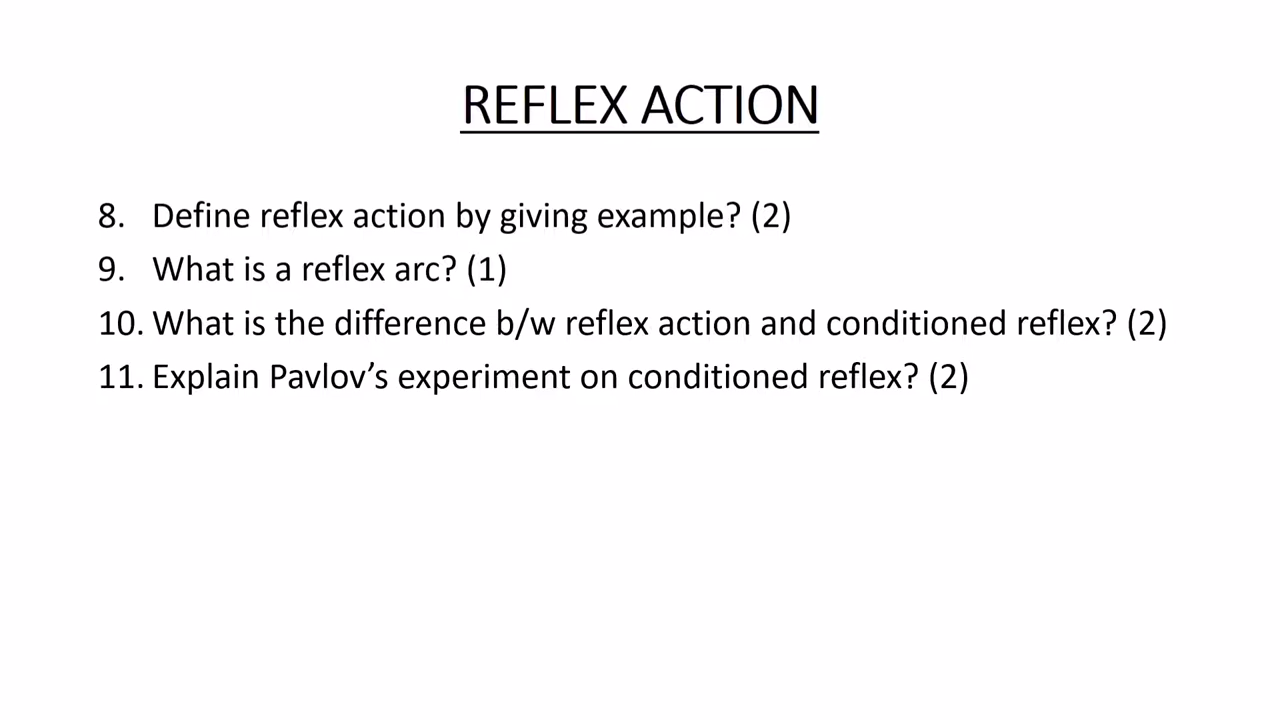 REFLEX ACTION
8. Define reflex action by giving example? (2)
9. What is a reflex arc? (1)
10. What is the difference b/w reflex action and conditioned reflex? (2)
11. Explain Pavlov’s experiment on conditioned reflex? (2)